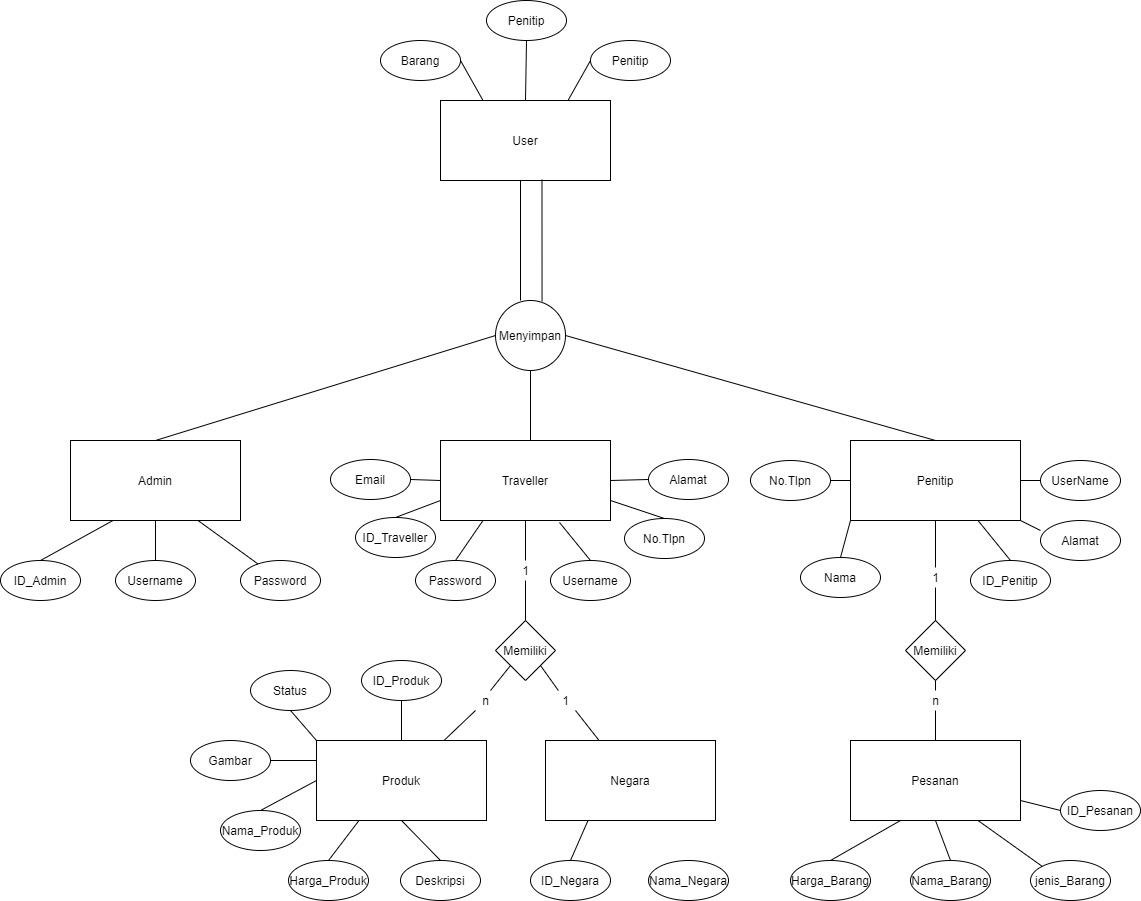 Penitip
Barang
Penitip
User
Menyimpan
Admin
Email
Traveller
Alamat
No.Tlpn
Penitip
UserName
ID_Traveller
No.Tlpn
Alamat
ID_Admin
Username
Password
Password
1
Username
Nama
1
ID_Penitip
Memiliki
Memiliki
Status
ID_Produk
n
1
n
Gambar
Produk
Negara
Pesanan
Nama_Produk
ID_Pesanan
Harga_Produk
Deskripsi
ID_Negara
Nama_Negara
Harga_Barang
Nama_Barang
jenis_Barang